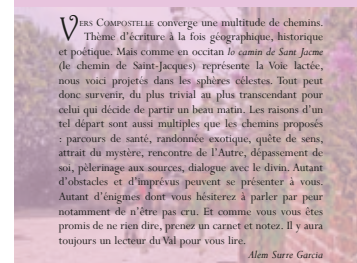 VERS COMPOSTELLE converge une multitude de chemins.
Thème d'écriture à la fois géographique, historique
et poétique. Mais comme en occitan lo camin de Sant Jacme
(le chemin de Saint-Jacques) représente la Voie lactée,
nous voici projetés dans les sphères célestes. Tout peut
donc survenir, du plus trivial au plus transcendant pour
celui qui décide de partir un beau matin. Les raisons d'un
tel départ sont aussi multiples que les chemins proposés
: parcours de santé, randonnée exotique, quête de sens,
attrait du mystère, rencontre de l'Autre, dépassement de
soi, pèlerinage aux sources, dialogue avec le divin. Autant
d'obstacles et d'imprévus peuvent se présenter à vous.
Autant d'énigmes dont vous hésiterez à parler par peur
notamment de n'être pas cru. Et comme vous vous êtes
promis de ne rien dire, prenez un carnet et notez. Il y aura
toujours un lecteur du Val pour vous lire.
Alem Surre Garcia